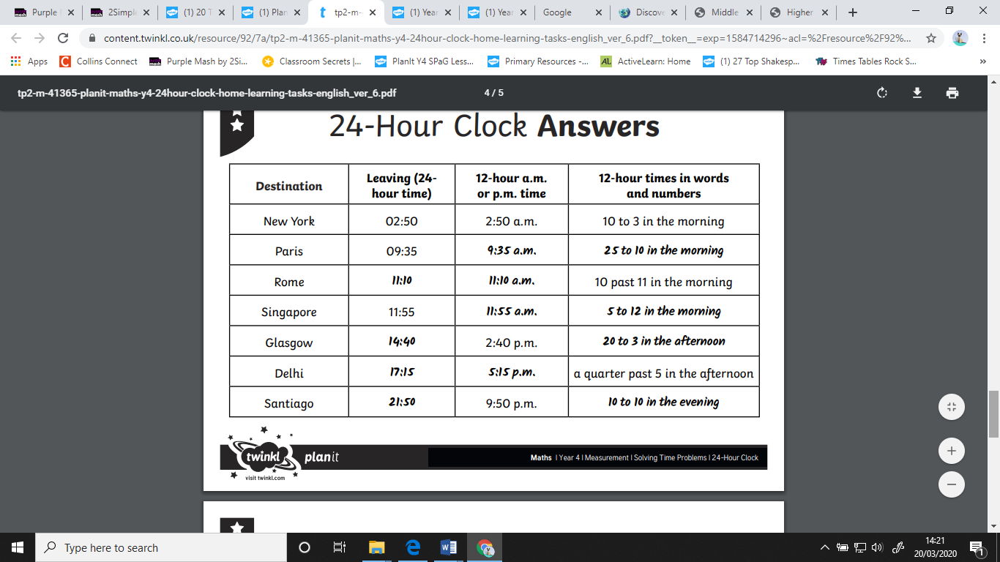 Purple
2Simple
(1) 20 T
(1) Plan
tp2-m-
(1) Year
(1) Year
Google
Discov
Middle
Higher
content.twinkl.co.uk/resource/92/7a/tp2-m-41365-planit-maths-y4-24hour-clock-home-learning-tasks-english_ver_6.pdf?__token__=exp=1584714296~acl=%2Fresource%2F92%...
Apps
Collins Connect
Purple Mash by 2Si...
Classroom Secrets |...
PlanIt Y4 SPaG Less...
Primary Resources -...
ActiveLearn: Home
(1) 27 Top Shakesp...
Times Tables Rock S...
»
tp2-m-41365-planit-maths-y4-24hour-clock-home-learning-tasks-english_ver_6.pdf
4 / 5
24-Hour Clock Answers
Destination
Leaving (24-
hour time)
12-hour a.m.
or p.m. time
12-hour times in words
and numbers
New York 02:50 2:50 a.m. 10 to 3 in the morning
Paris 09:35 9:35 a.m. 25 to 10 in the morning
Rome 11:10 11:10 a.m. 10 past 11 in the morning
Singapore 11:55 11:55 a.m. 5 to 12 in the morning
Glasgow 14:40 2:40 p.m. 20 to 3 in the afternoon
Delhi 17:15 5:15 p.m. a quarter past 5 in the afternoon
Santiago 21:50 9:50 p.m. 10 to 10 in the evening
twinkl planit
visit twinkl.com
Maths | Year 4 | Measurement | Solving Time Problems | 24-Hour Clock
Type here to search
14:21
20/03/2020
1